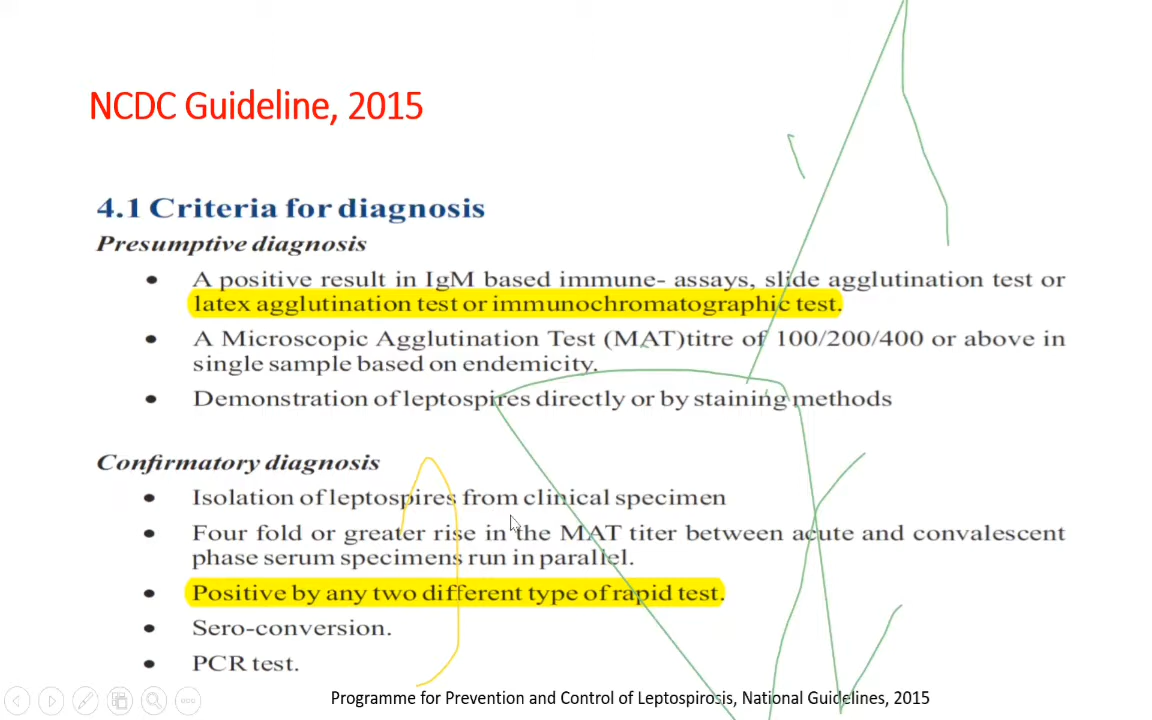 NCDC Guideline, 2015
4.1 Criteria for diagnosis
Presumptive diagnosis
• A positive result in IgM based immune- assays, slide agglutination test or
latex agglutination test or immunochromatographic test.
• A Microscopic Agglutination Test (MAT)titre of 100/200/400 or above in
single sample based on endemicity.
• Demonstration of leptospires directly or by staining methods
Confirmatory diagnosis
• Isolation of leptospires from clinical specimen
• Four fold or greater rise in the MAT titer between acute and convalescent
phase serum specimens run in parallel.
• Positive by any two different type of rapid test.
• Sero-conversion.
• PCR test.
Programme for Prevention and Control of Leptospirosis, National Guidelines, 2015